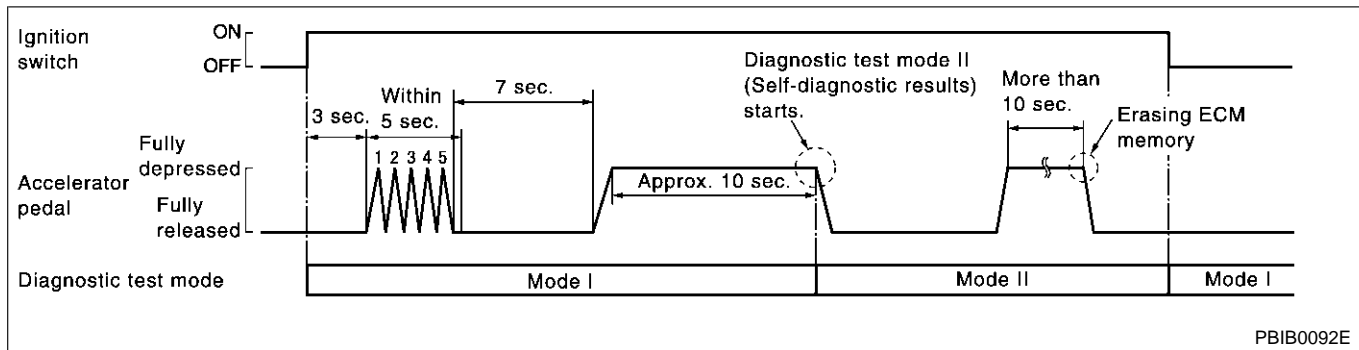 Ignition
switch
ON
OFF
3 sec.
Within
5 sec.
7 sec.
Diagnostic test mode II
(Self-diagnostic results)
starts.
More than
10 sec.
Erasing ECM
memory
Accelerator
pedal
Fully
depressed
Fully
released
1 2 3 4 5
Approx. 10 sec.
Diagnostic test mode
Mode I
Mode II
Mode I
PBIB0092E